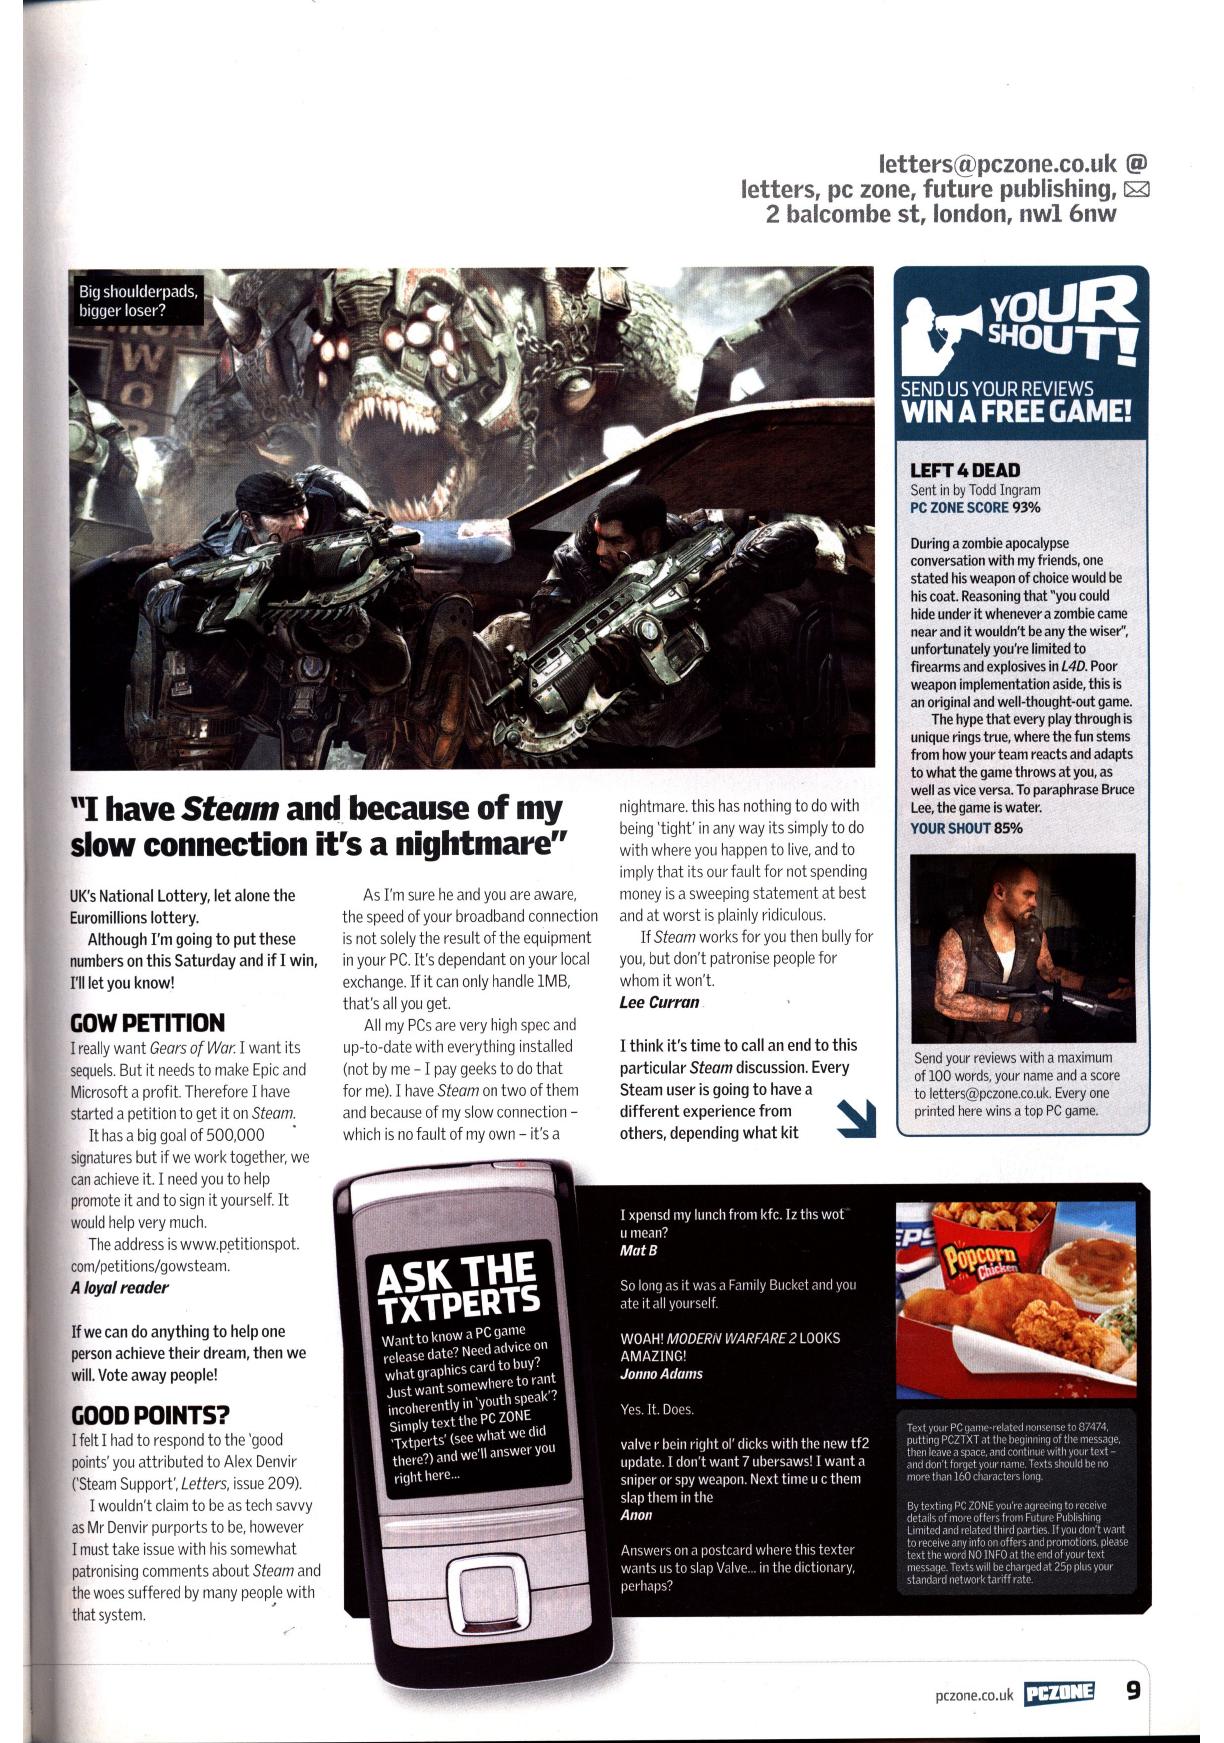 letters@pczone.co.uk @
letters, pc zone, future publishing,
2 balcombe st, london, nw1 6nw
Big shoulderpads,
bigger loser?
"I have Steam and because of my
slow connection it's a nightmare"
UK's National Lottery, let alone the
Euromillions lottery.
Although I'm going to put these
numbers on this Saturday and if I win,
I'll let you know!
GOW PETITION
I really want Gears of War. I want its
sequels. But it needs to make Epic and
Microsoft a profit. Therefore I have
started a petition to get it on Steam.
It has a big goal of 500,000
signatures but if we work together, we
can achieve it. I need you to help
promote it and to sign it yourself. It
would help very much.
The address is www.petitionspot.
com/petitions/gowsteam.
A loyal reader
If we can do anything to help one
person achieve their dream, then we
will. Vote away people!
GOOD POINTS?
I felt I had to respond to the 'good
points' you attributed to Alex Denvir
('Steam Support', Letters, issue 209).
I wouldn't claim to be as tech savvy
as Mr Denvir purports to be, however
I must take issue with his somewhat
patronising comments about Steam and
the woes suffered by many people with
that system.
As I'm sure he and you are aware,
the speed of your broadband connection
is not solely the result of the equipment
in your PC. It's dependant on your local
exchange. If it can only handle 1MB,
that's all you get.
All my PCs are very high spec and
up-to-date with everything installed
(not by me – I pay geeks to do that
for me). I have Steam on two of them
and because of my slow connection –
which is no fault of my own – it's a
nightmare. this has nothing to do with
being 'tight' in any way its simply to do
with where you happen to live, and to
imply that its our fault for not spending
money is a sweeping statement at best
and at worst is plainly ridiculous.
If Steam works for you then bully for
you, but don't patronise people for
whom it won't.
Lee Curran
I think it's time to call an end to this
particular Steam discussion. Every
Steam user is going to have a
different experience from
others, depending what kit
YOUR
SHOUT!
SEND US YOUR REVIEWS
WIN A FREE GAME!
LEFT 4 DEAD
Sent in by Todd Ingram
PC ZONE SCORE 93%
During a zombie apocalypse
conversation with my friends, one
stated his weapon of choice would be
his coat. Reasoning that "you could
hide under it whenever a zombie came
near and it wouldn't be any the wiser",
unfortunately you're limited to
firearms and explosives in L4D. Poor
weapon implementation aside, this is
an original and well-thought-out game.
The hype that every play through is
unique rings true, where the fun stems
from how your team reacts and adapts
to what the game throws at you, as
well as vice versa. To paraphrase Bruce
Lee, the game is water.
YOUR SHOUT 85%
Send your reviews with a maximum
of 100 words, your name and a score
to letters@pczone.co.uk. Every one
printed here wins a top PC game.
ASK THE
TXTPERTS
Want to know a PC game
release date? Need advice on
what graphics card to buy?
Just want somewhere to rant
incoherently in 'youth speak'?
Simply text the PC ZONE
'Txtperts' (see what we did
there?) and we'll answer you
right here...
I xpensd my lunch from kfc. Iz ths wot
u mean?
Mat B
So long as it was a Family Bucket and you
ate it all yourself.
WOAH! MODERN WARFARE 2 LOOKS
AMAZING!
Jonno Adams
Yes. It. Does.
valve r bein right ol' dicks with the new tf2
update. I don't want 7 ubersaws! I want a
sniper or spy weapon. Next time u c them
slap them in the
Anon
Answers on a postcard where this texter
wants us to slap Valve... in the dictionary,
perhaps?
Popcorn
Chicken
Text your PC game-related nonsense to 87474,
putting PCZTXT at the beginning of the message,
then leave a space, and continue with your text –
and don't forget your name. Texts should be no
more than 160 characters long.
By texting PC ZONE you're agreeing to receive
details of more offers from Future Publishing
Limited and related third parties. If you don't want
to receive any info on offers and promotions, please
text the word NO INFO at the end of your text
message. Texts will be charged at 25p plus your
standard network tariff rate.
pczone.co.uk PCZONE 9